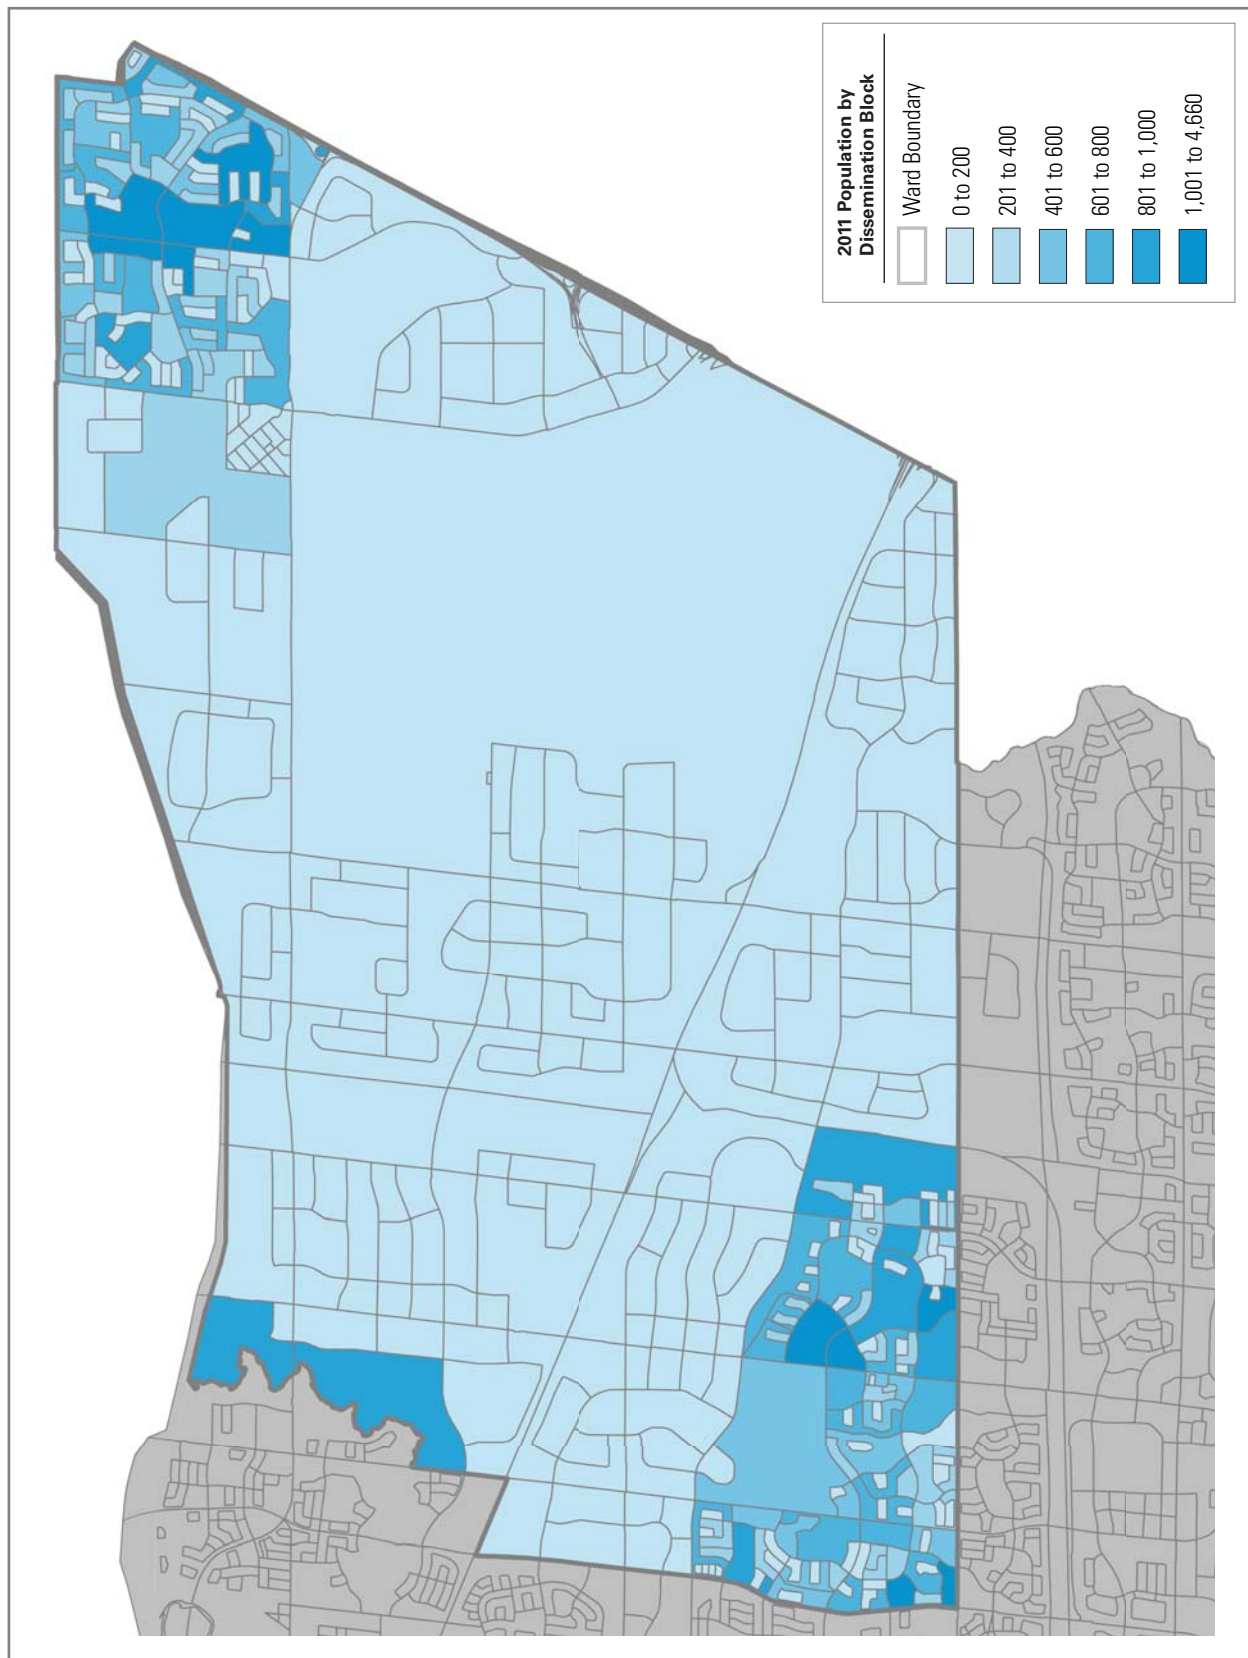 2011 Population by
Dissemination Block
Ward Boundary
0 to 200
201 to 400
401 to 600
601 to 800
801 to 1,000
1,001 to 4,660